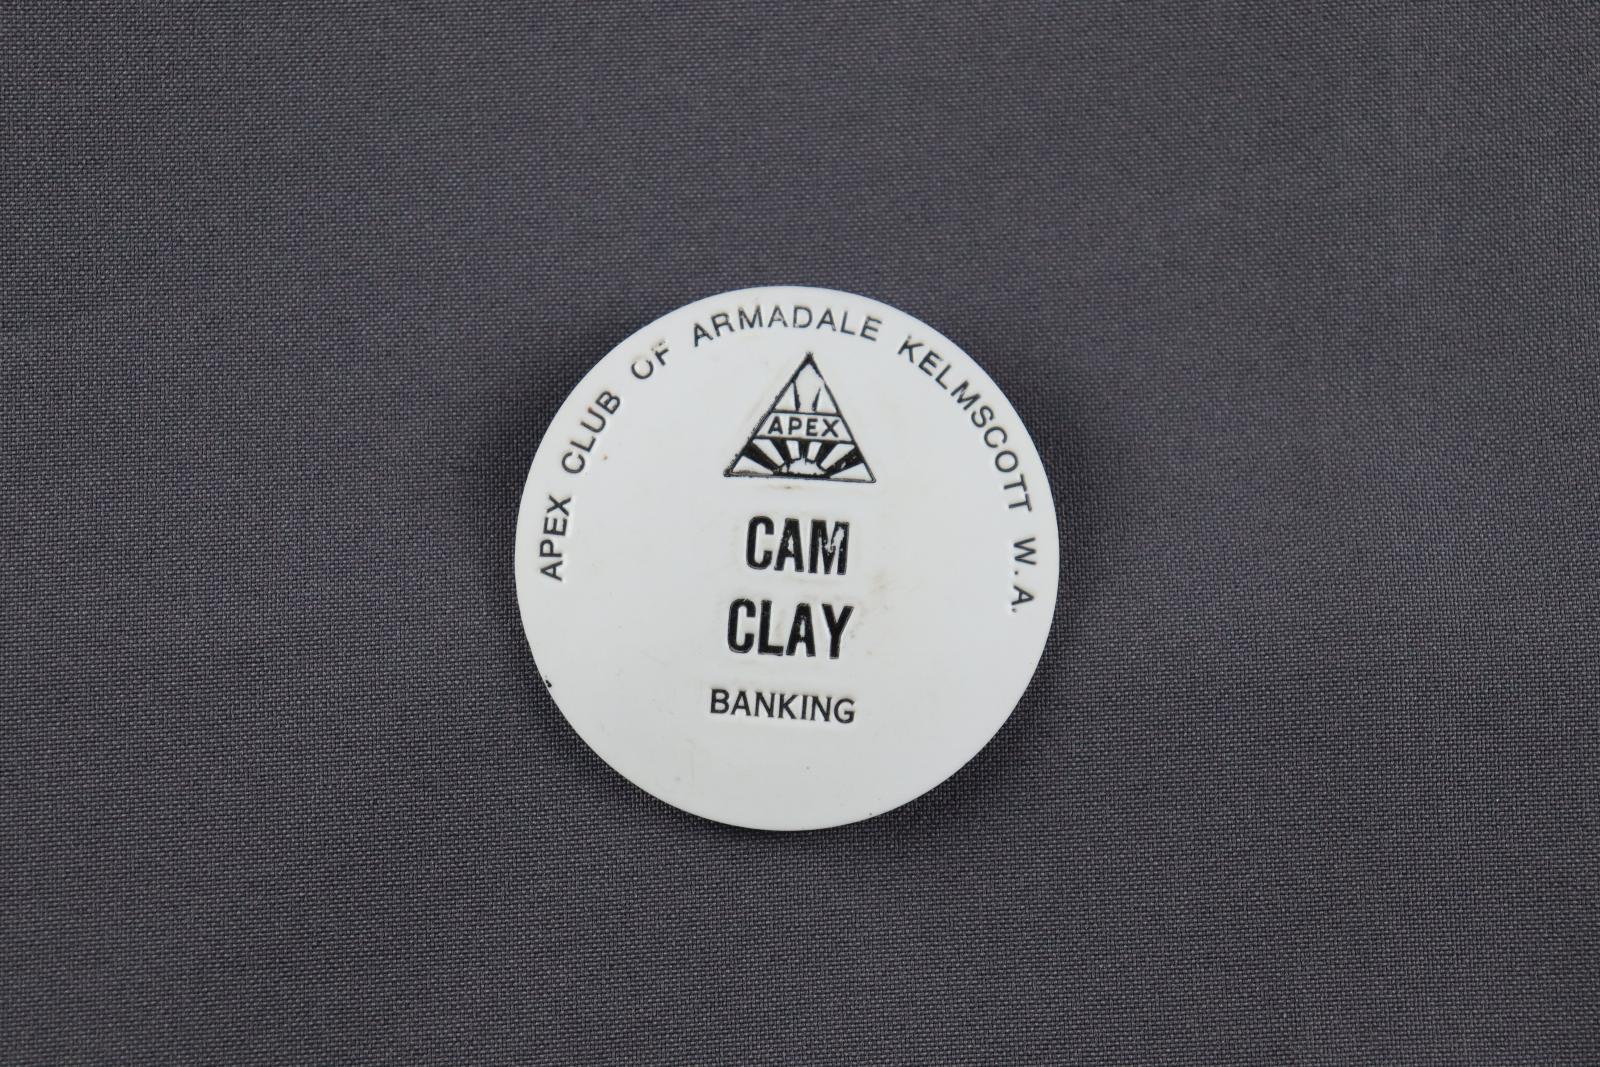 APEX CLUB OF ARMADALE KELMSCOTT W.A.
APEX
CAM
CLAY
BANKING